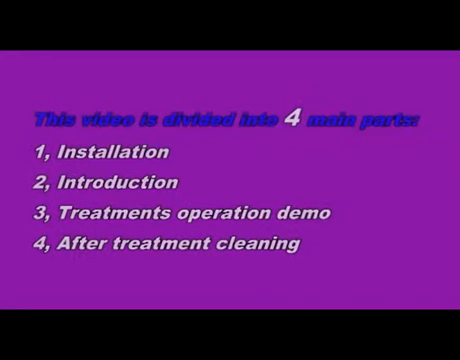 This video is divided into 4 main parts:
1, Installation
2, Introduction
3, Treatments operation demo
4, After treatment cleaning